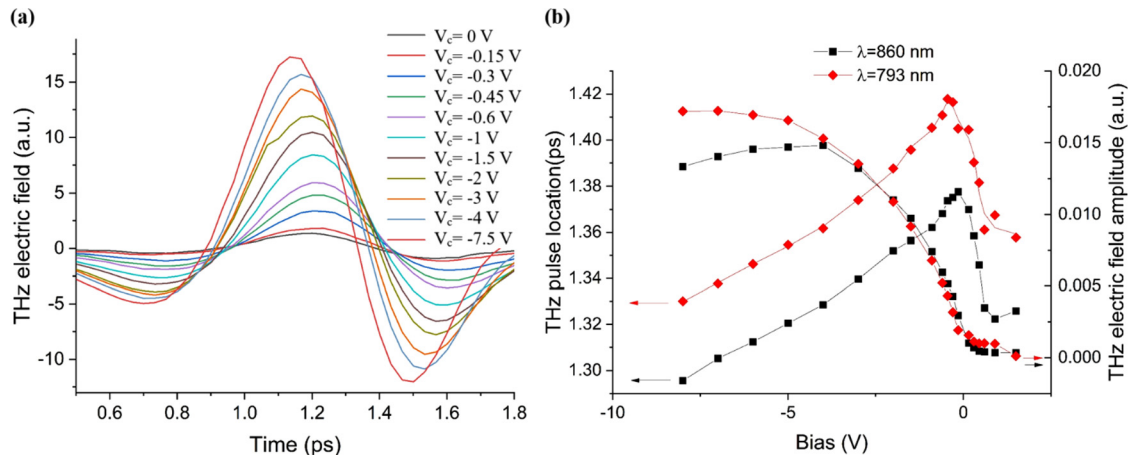 (a)
THz electric field (a.u.)
15
10
5
0
-5
-10
0.6 0.8 1.0 1.2 1.4 1.6 1.8
Time (ps)
Vc= 0 V
Vc= -0.15 V
Vc= -0.3 V
Vc= -0.45 V
Vc= -0.6 V
Vc= -1 V
Vc= -1.5 V
Vc= -2 V
Vc= -3 V
Vc= -4 V
Vc= -7.5 V
(b)
λ=860 nm
λ=793 nm
THz pulse location(ps)
1.42
1.40
1.38
1.36
1.34
1.32
1.30
-10 -5 0
Bias (V)
0.020
0.015
0.010
0.005
0.000
THz electric field amplitude (a.u.)